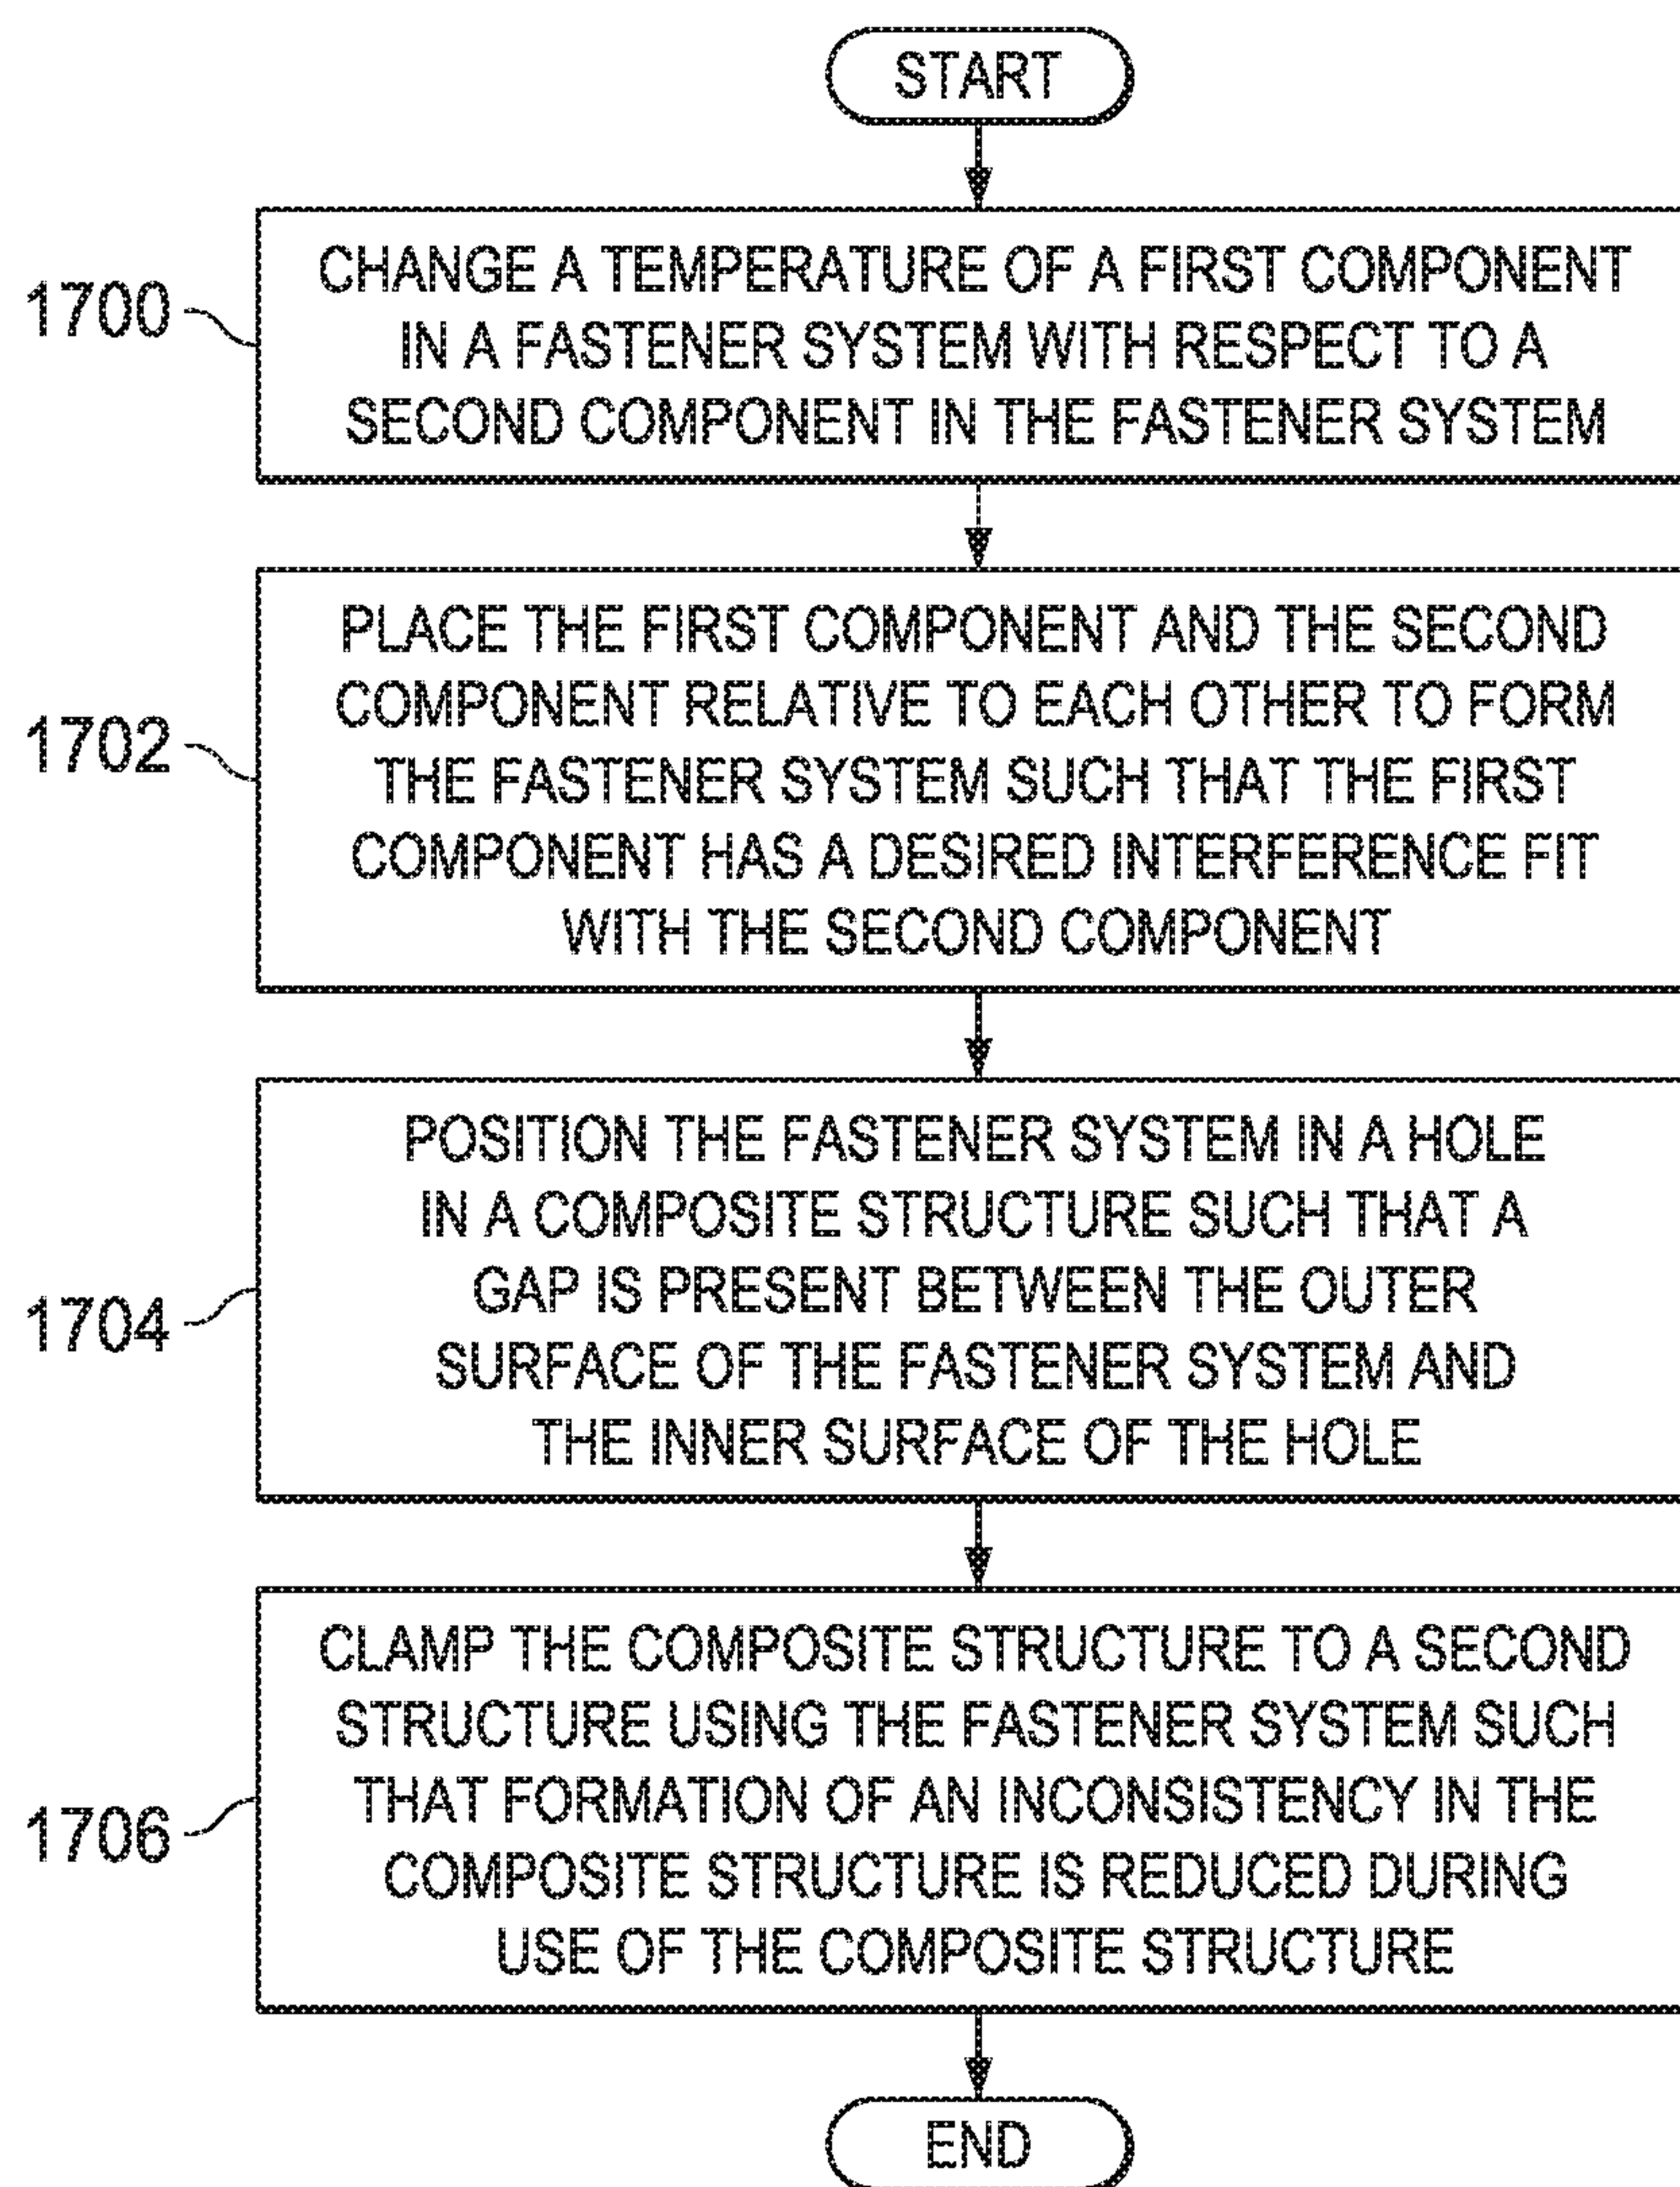 START
1700
CHANGE A TEMPERATURE OF A FIRST COMPONENT
IN A FASTENER SYSTEM WITH RESPECT TO A
SECOND COMPONENT IN THE FASTENER SYSTEM
1702
PLACE THE FIRST COMPONENT AND THE SECOND
COMPONENT RELATIVE TO EACH OTHER TO FORM
THE FASTENER SYSTEM SUCH THAT THE FIRST
COMPONENT HAS A DESIRED INTERFERENCE FIT
WITH THE SECOND COMPONENT
1704
POSITION THE FASTENER SYSTEM IN A HOLE
IN A COMPOSITE STRUCTURE SUCH THAT A
GAP IS PRESENT BETWEEN THE OUTER
SURFACE OF THE FASTENER SYSTEM AND
THE INNER SURFACE OF THE HOLE
1706
CLAMP THE COMPOSITE STRUCTURE TO A SECOND
STRUCTURE USING THE FASTENER SYSTEM SUCH
THAT FORMATION OF AN INCONSISTENCY IN THE
COMPOSITE STRUCTURE IS REDUCED DURING
USE OF THE COMPOSITE STRUCTURE
END